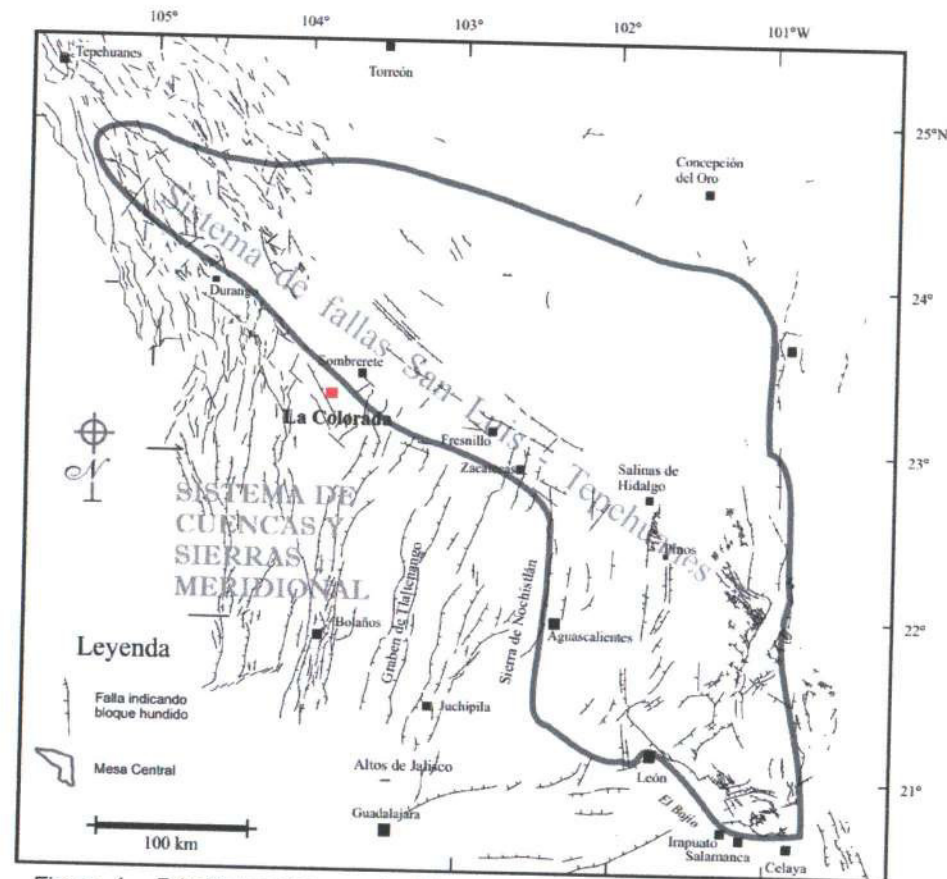 105°
104°
103°
102°
101°W
Tepehuanes
Torreón
25°N
Concepción
del Oro
Sistema de fallas San Luis - Tepehuanes
24°
Durango
Sombrerete
La Colorada
Fresnillo
Zacatecas
23°
Salinas de
Hidalgo
N
SISTEMA DE
CUENCAS Y
SIERRAS
MERIDIONAL
Pinos
Graben de Tlaltenango
Sierra de Nochistlán
Bolaños
Aguascalientes
22°
Leyenda
Falla indicando
bloque hundido
Juchipila
Mesa Central
Altos de Jalisco
León
21°
El Bajío
100 km
Guadalajara
Irapuato
Salamanca
Celaya